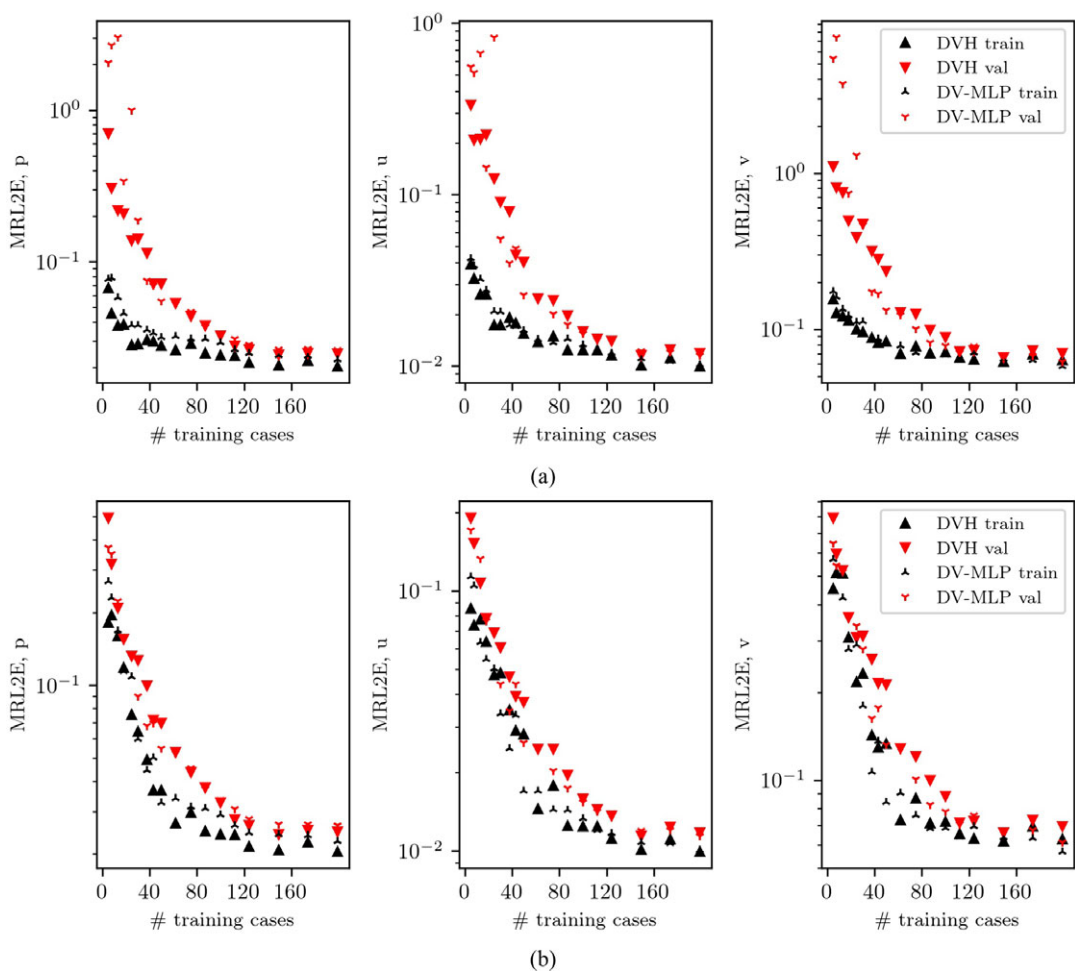 MRL2E, p
10⁰
10⁻¹
0 40 80 120 160
# training cases
MRL2E, u
10⁰
10⁻¹
10⁻²
0 40 80 120 160
# training cases
MRL2E, v
10⁰
10⁻¹
0 40 80 120 160
# training cases
DVH train
DVH val
DV-MLP train
DV-MLP val
(a)
MRL2E, p
10⁻¹
0 40 80 120 160
# training cases
MRL2E, u
10⁻¹
10⁻²
0 40 80 120 160
# training cases
MRL2E, v
10⁻¹
0 40 80 120 160
# training cases
DVH train
DVH val
DV-MLP train
DV-MLP val
(b)